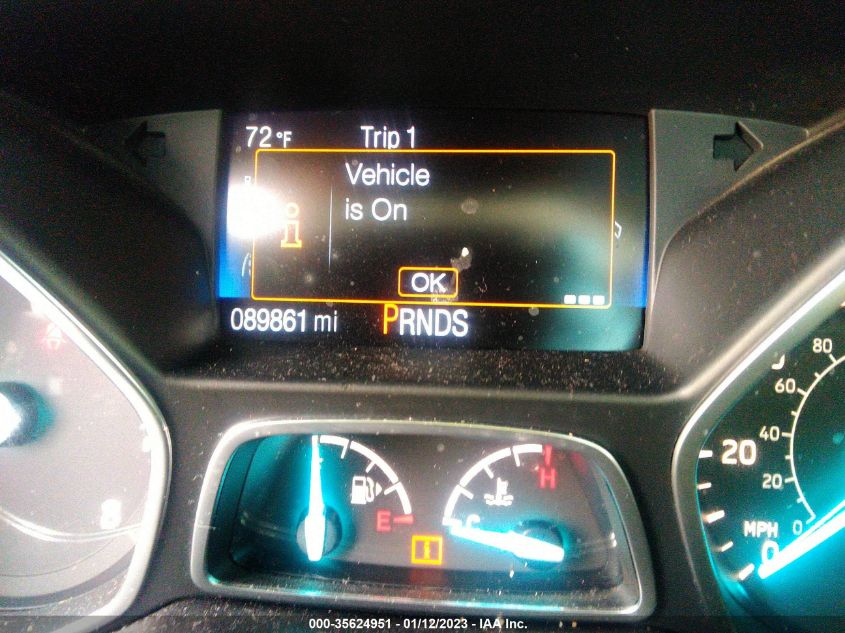 72°F Trip 1
Vehicle
is On
OK
089861 mi PRNDS
80
60
40
20
0
20
MPH
0
E
C
H
8
000-35624951 - 01/12/2023 - IAA Inc.